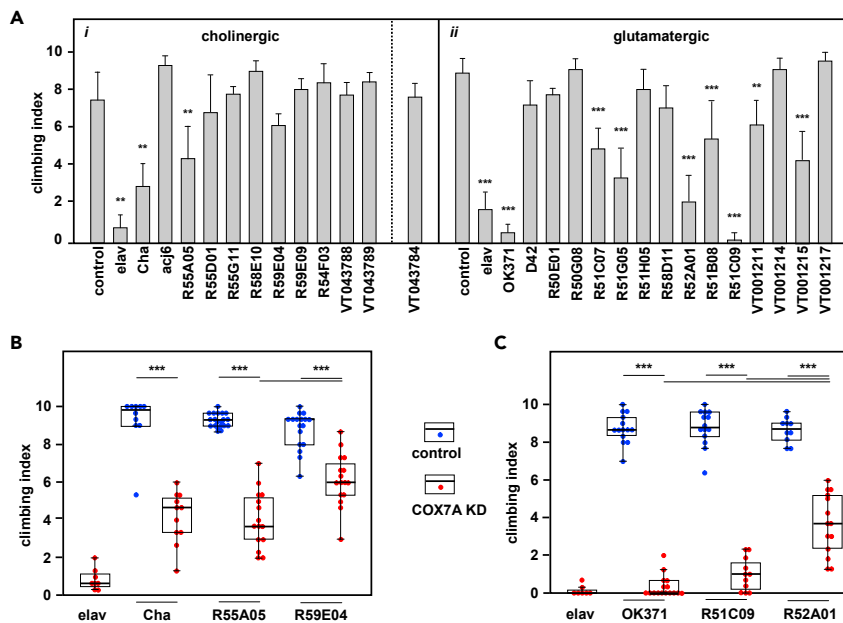 A
i
cholinergic
ii
glutamatergic
climbing index
10
8
6
4
2
0
** ** **
*** *** *** *** *** *** *** ** ***
control elav Cha acj6 R55A05 R55D01 R55G11 R58E10 R59E04 R59E09 R54F03 VT043788 VT043789 VT043784
control elav OK371 D42 R50E01 R50G08 R51C07 R51G05 R51H05 R58D11 R52A01 R51B08 R51C09 VT001211 VT001214 VT001215 VT001217
B
climbing index
12
10
8
6
4
2
0
*** *** ***
elav Cha R55A05 R59E04
control
COX7A KD
C
climbing index
12
10
8
6
4
2
0
*** *** ***
elav OK371 R51C09 R52A01